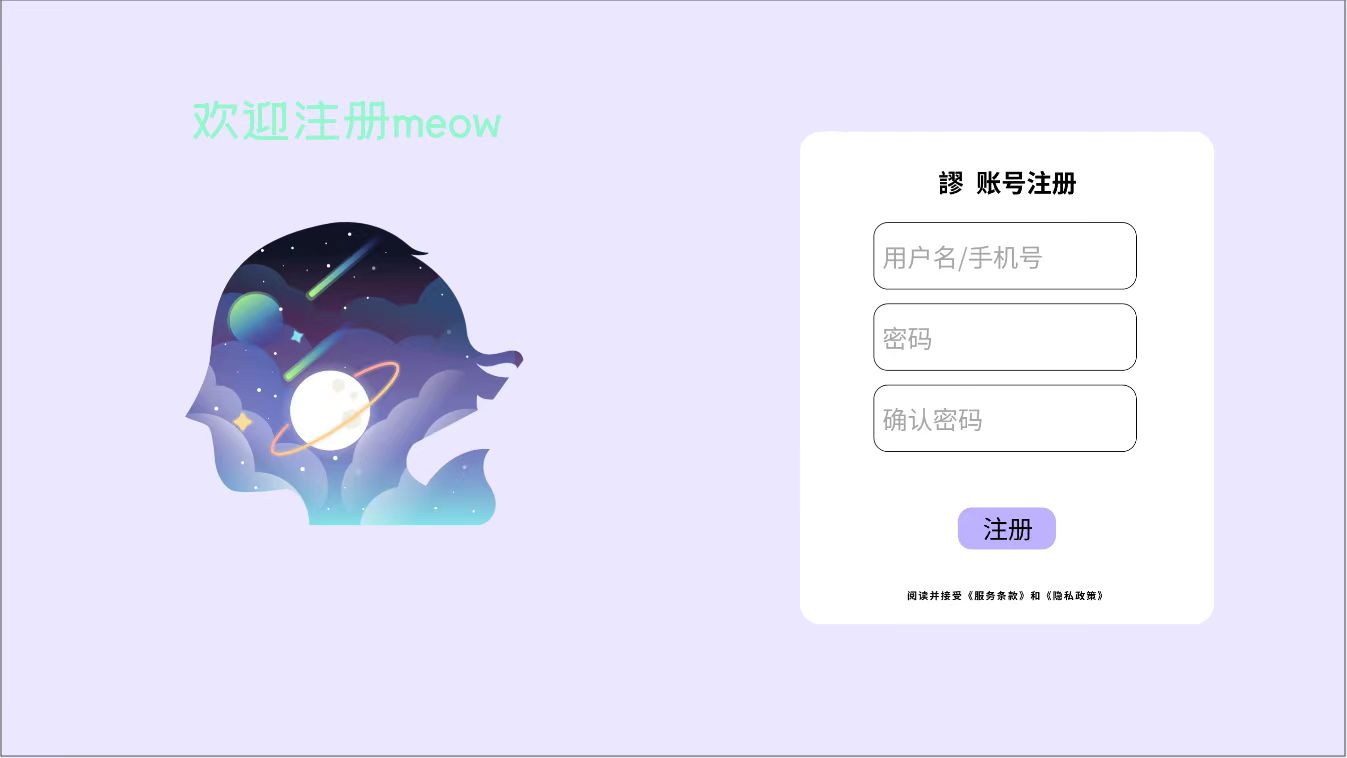 欢迎注册meow
謬 账号注册
用户名/手机号
密码
确认密码
注册
阅读并接受《服务条款》和《隐私政策》